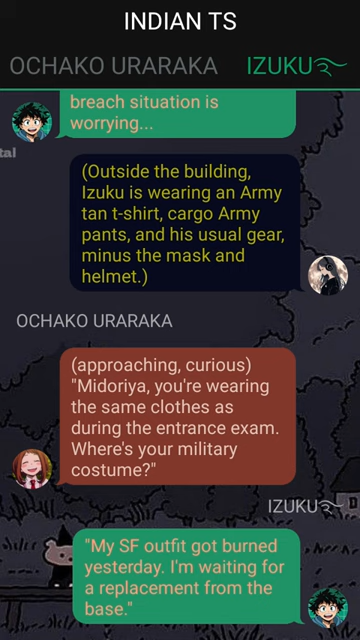 INDIAN TS
OCHAKO URARAKA IZUKU࿐
breach situation is
worrying...
tal
(Outside the building,
Izuku is wearing an Army
tan t-shirt, cargo Army
pants, and his usual gear,
minus the mask and
helmet.)
OCHAKO URARAKA
(approaching, curious)
"Midoriya, you're wearing
the same clothes as
during the entrance exam.
Where's your military
costume?"
IZUKU࿐
"My SF outfit got burned
yesterday. I'm waiting for
a replacement from the
base."